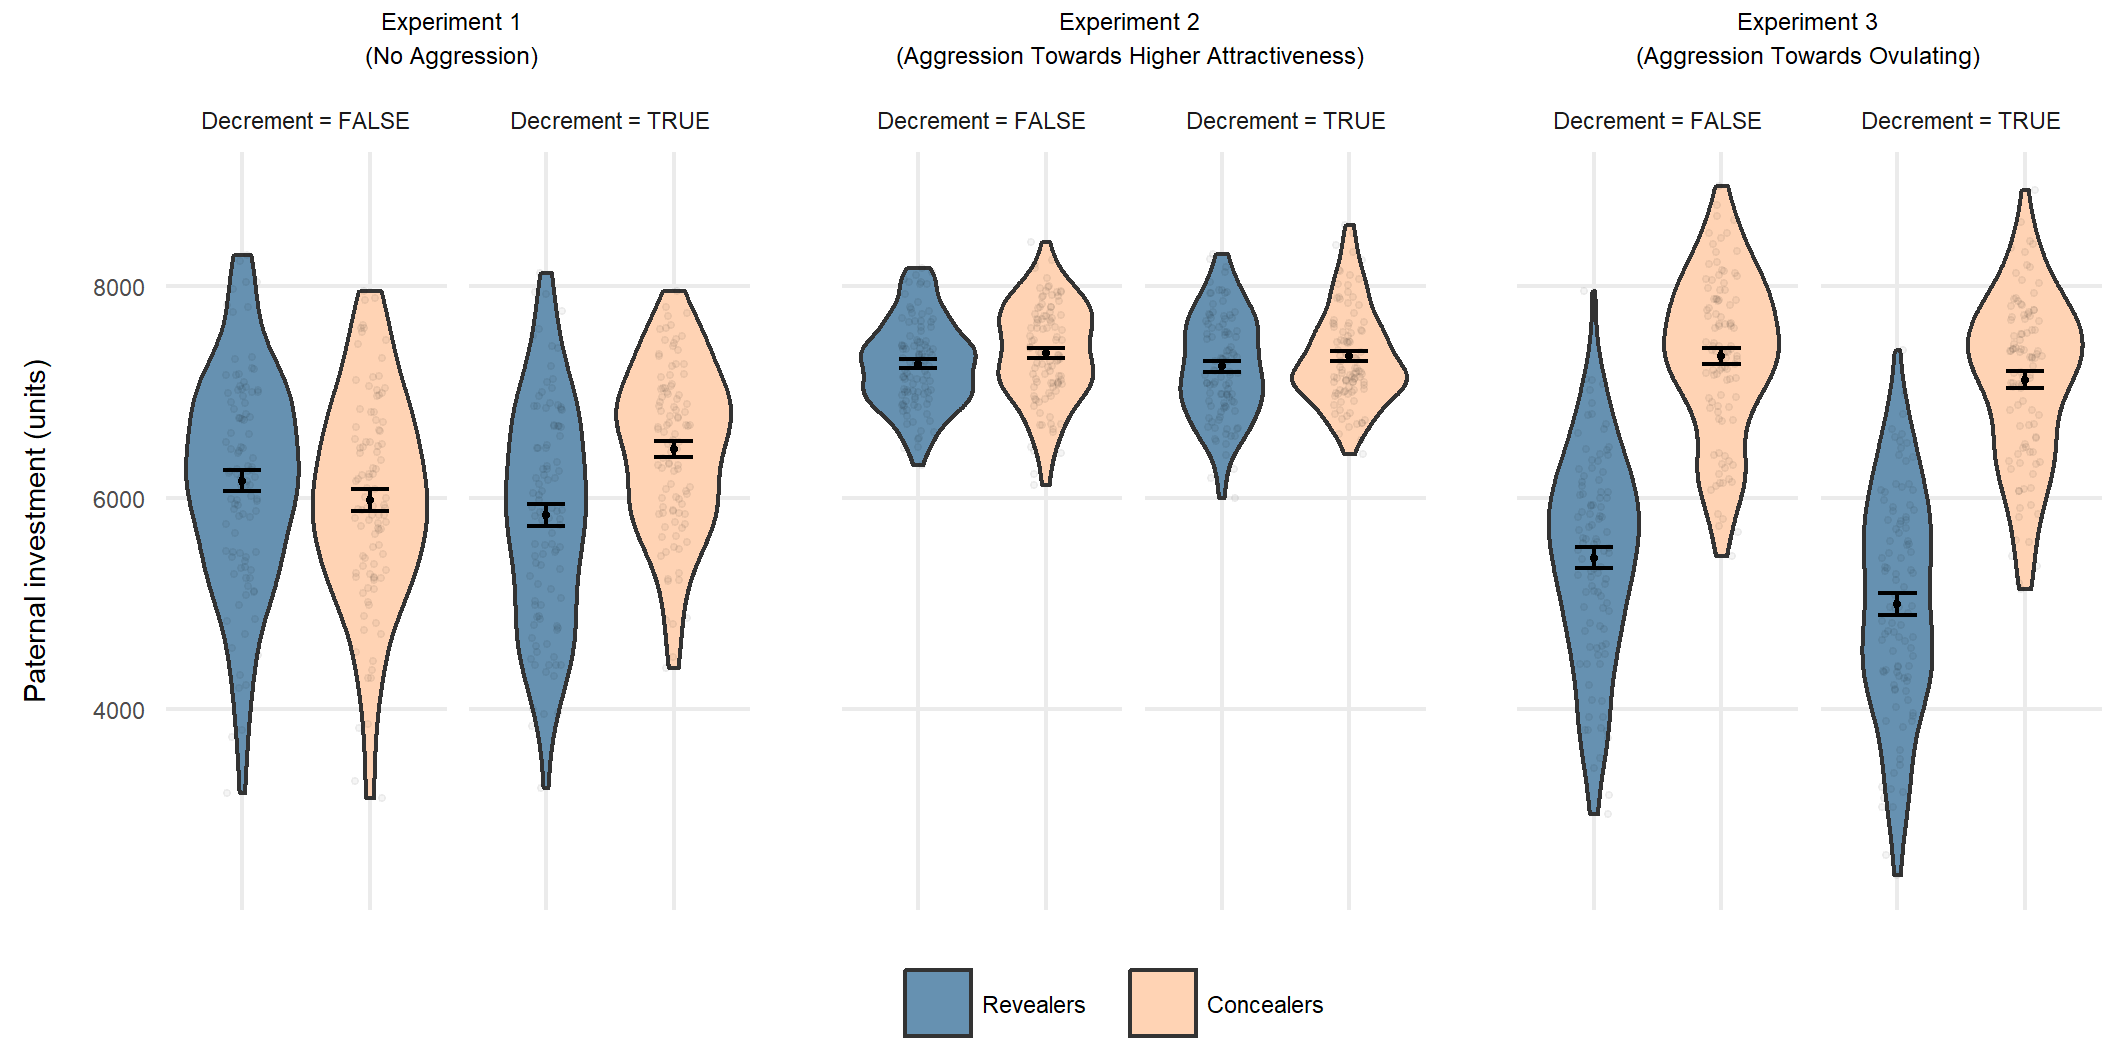 Experiment 1
(No Aggression)
Experiment 2
(Aggression Towards Higher Attractiveness)
Experiment 3
(Aggression Towards Ovulating)
Decrement = FALSE
Decrement = TRUE
Decrement = FALSE
Decrement = TRUE
Decrement = FALSE
Decrement = TRUE
Paternal investment (units)
8000
6000
4000
Revealers
Concealers